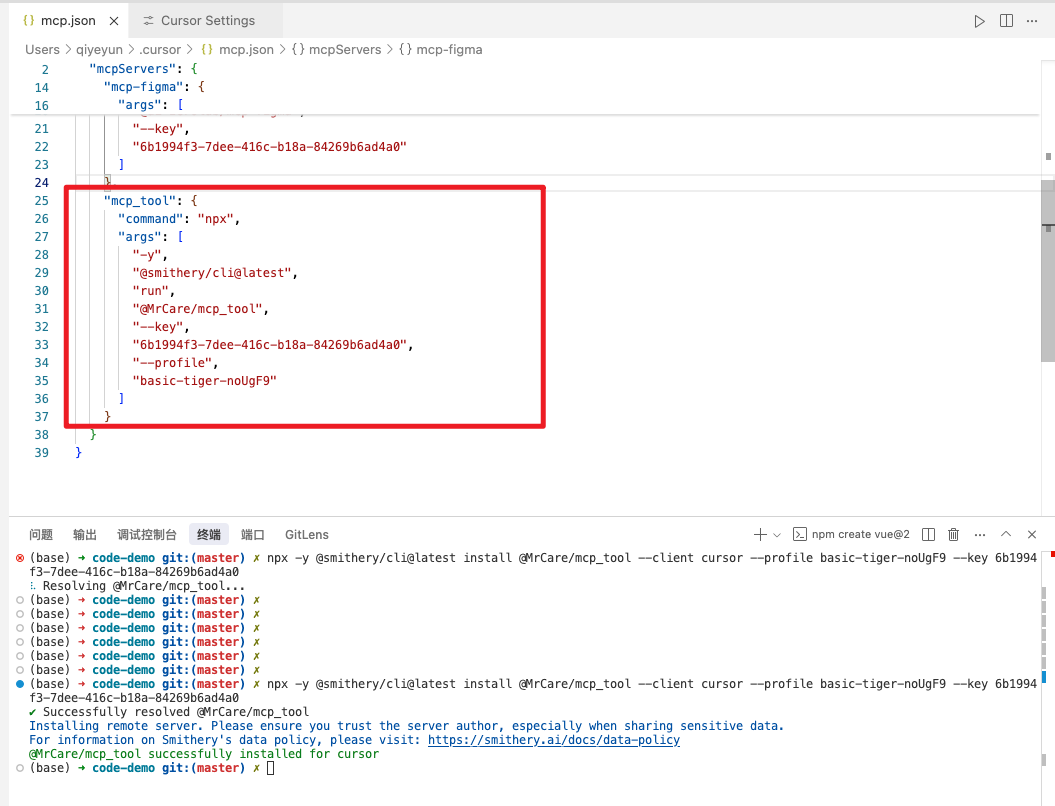 mcp.json
Cursor Settings
Users > qiyeyun > .cursor > {} mcp.json > {} mcpServers > {} mcp-figma
2 "mcpServers": {
14 "mcp-figma": {
16 "args": [
21 "--key",
22 "6b1994f3-7dee-416c-b18a-84269b6ad4a0"
23 ]
24 },
25 "mcp_tool": {
26 "command": "npx",
27 "args": [
28 "-y",
29 "@smithery/cli@latest",
30 "run",
31 "@MrCare/mcp_tool",
32 "--key",
33 "6b1994f3-7dee-416c-b18a-84269b6ad4a0",
34 "--profile",
35 "basic-tiger-noUgF9"
36 ]
37 }
38 }
39 }
问题 输出 调试控制台 终端 端口 GitLens
npm create vue@2
(base) ➜ code-demo git:(master) ✗ npx -y @smithery/cli@latest install @MrCare/mcp_tool --client cursor --profile basic-tiger-noUgF9 --key 6b1994
f3-7dee-416c-b18a-84269b6ad4a0
Resolving @MrCare/mcp_tool...
(base) ➜ code-demo git:(master) ✗
(base) ➜ code-demo git:(master) ✗
(base) ➜ code-demo git:(master) ✗
(base) ➜ code-demo git:(master) ✗
(base) ➜ code-demo git:(master) ✗
(base) ➜ code-demo git:(master) ✗
(base) ➜ code-demo git:(master) ✗ npx -y @smithery/cli@latest install @MrCare/mcp_tool --client cursor --profile basic-tiger-noUgF9 --key 6b1994
f3-7dee-416c-b18a-84269b6ad4a0
✔ Successfully resolved @MrCare/mcp_tool
Installing remote server. Please ensure you trust the server author, especially when sharing sensitive data.
For information on Smithery's data policy, please visit: https://smithery.ai/docs/data-policy
@MrCare/mcp_tool successfully installed for cursor
(base) ➜ code-demo git:(master) ✗